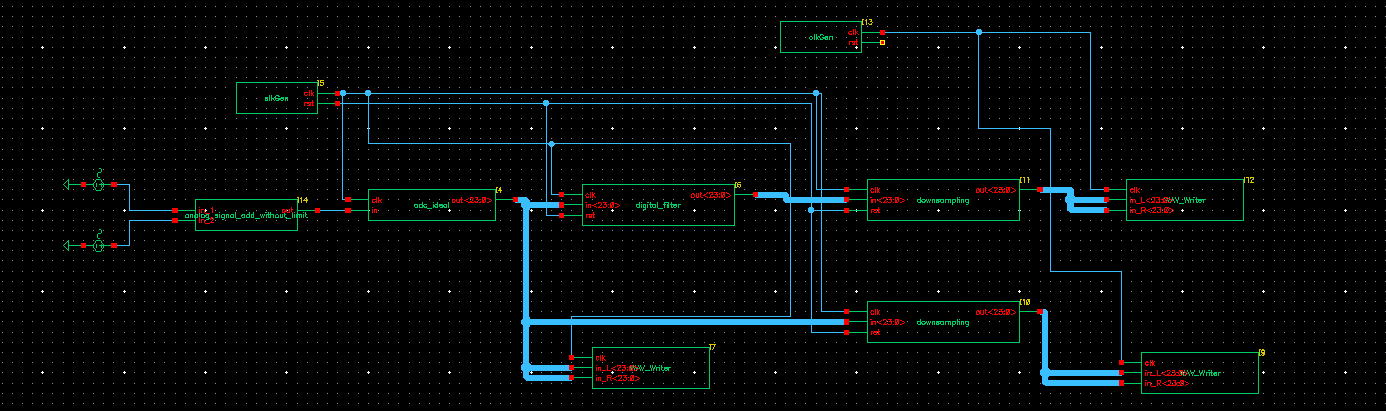 I13
clkGen
clk
rst
I5
clkGen
clk
rst
I14
analog_signal_add_without_limit
in_1
in_2
out
I4
adc_ideal
clk
in
out<23:0>
I6
digital_filter
clk
in<23:0>
rst
out<23:0>
I11
downsampling
clk
in<23:0>
rst
out<23:0>
I12
WAV_Writer
clk
in_L<23:0>
in_R<23:0>
I10
downsampling
clk
in<23:0>
rst
out<23:0>
I7
WAV_Writer
clk
in_L<23:0>
in_R<23:0>
I9
WAV_Writer
clk
in_L<23:0>
in_R<23:0>